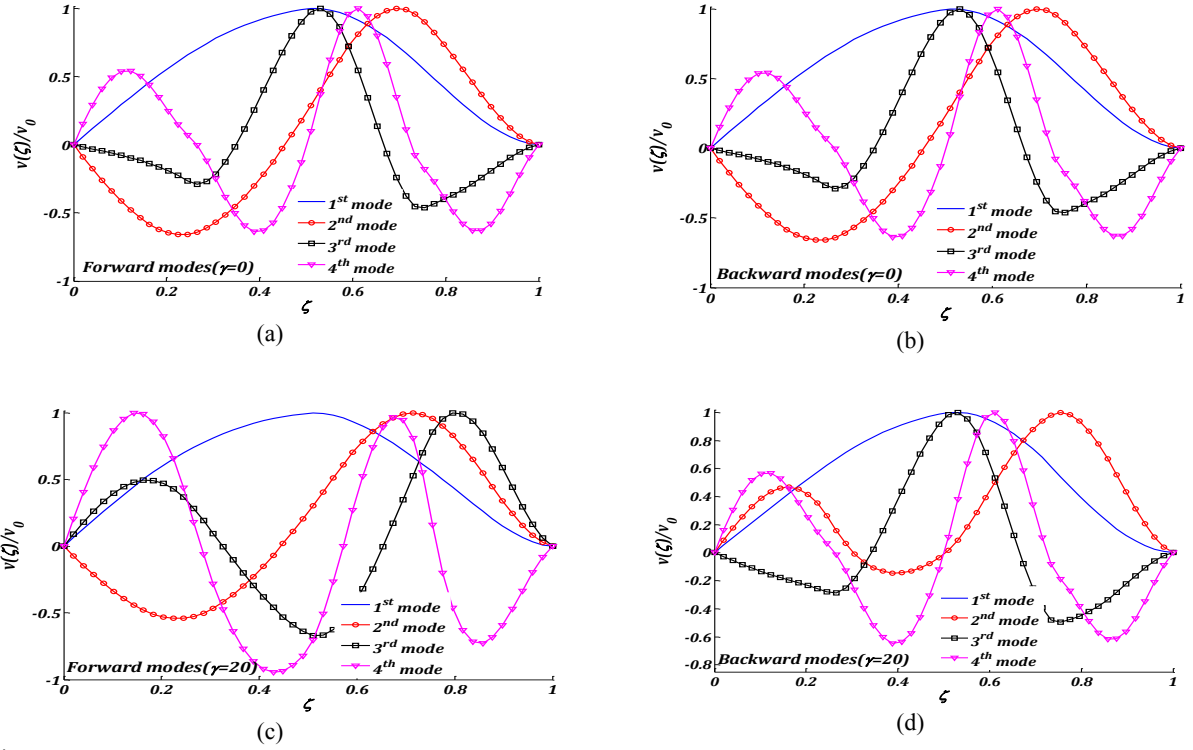 v(ζ)/v0
1
0.5
0
-0.5
-1
0 0.2 0.4 0.6 0.8 1
ζ
1st mode
2nd mode
3rd mode
4th mode
Forward modes(γ=0)
(a)
v(ζ)/v0
1
0.5
0
-0.5
-1
0 0.2 0.4 0.6 0.8 1
ζ
1st mode
2nd mode
3rd mode
4th mode
Backward modes(γ=0)
(b)
v(ζ)/v0
1
0.5
0
-0.5
-1
0 0.2 0.4 0.6 0.8 1
ζ
1st mode
2nd mode
3rd mode
4th mode
Forward modes(γ=20)
(c)
v(ζ)/v0
1
0.8
0.6
0.4
0.2
0
-0.2
-0.4
-0.6
-0.8
0 0.2 0.4 0.6 0.8 1
ζ
1st mode
2nd mode
3rd mode
4th mode
Backward modes(γ=20)
(d)